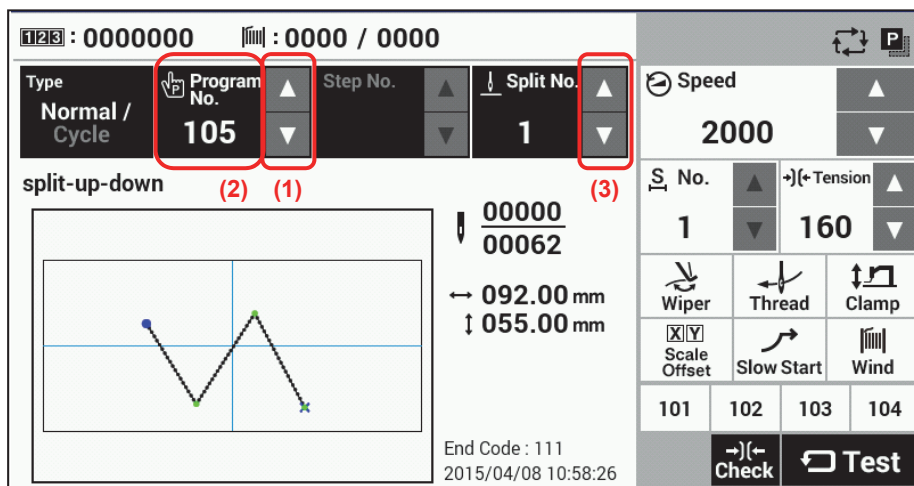 123 : 0000000 : 0000 / 0000
P
Type
Normal /
Cycle
P Program
No.
105
Step No.
Split No.
1
Speed
2000
split-up-down
(2)
(1)
(3)
S No.
1
Tension
160
00000
00062
092.00 mm
055.00 mm
Wiper
Thread
Clamp
X Y
Scale
Offset
Slow Start
Wind
101
102
103
104
End Code : 111
2015/04/08 10:58:26
Check
Test